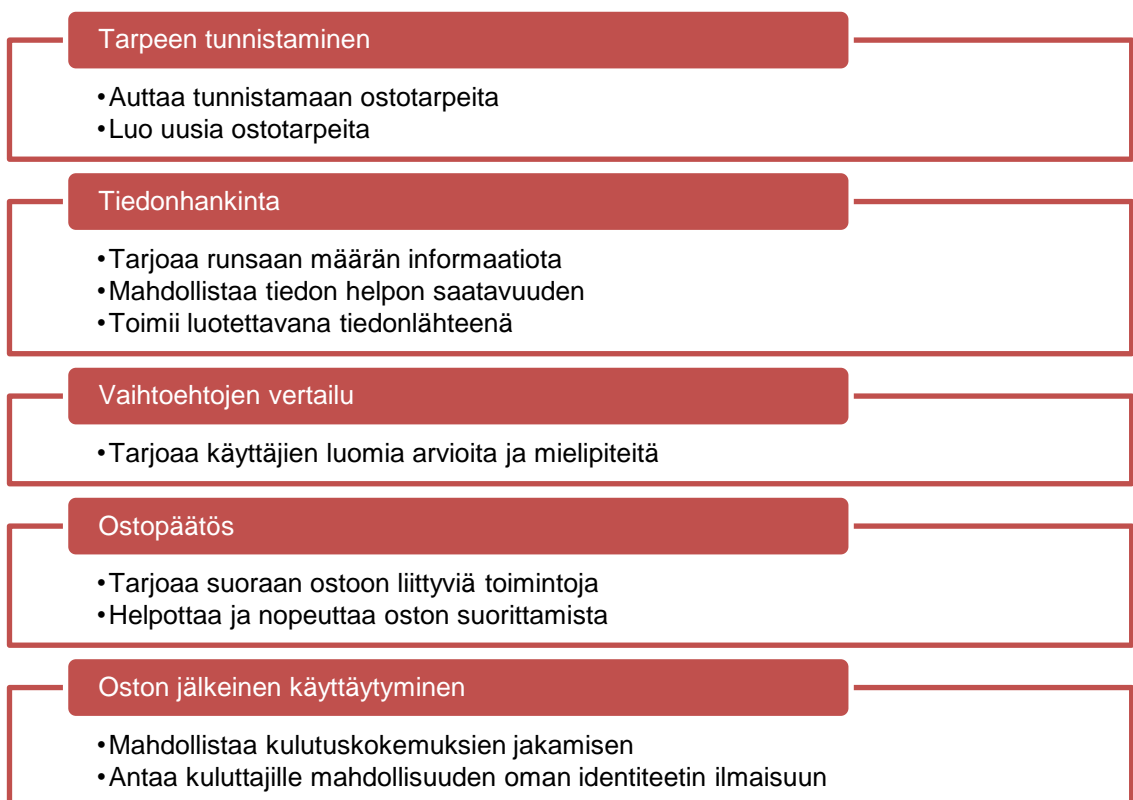 Tarpeen tunnistaminen
•Auttaa tunnistamaan ostotarpeita
•Luo uusia ostotarpeita
Tiedonhankinta
•Tarjoaa runsaan määrän informaatiota
•Mahdollistaa tiedon helpon saatavuuden
•Toimii luotettavana tiedonlähteenä
Vaihtoehtojen vertailu
•Tarjoaa käyttäjien luomia arvioita ja mielipiteitä
Ostopäätös
•Tarjoaa suoraan ostoon liittyviä toimintoja
•Helpottaa ja nopeuttaa oston suorittamista
Oston jälkeinen käyttäytyminen
•Mahdollistaa kulutuskokemuksien jakamisen
•Antaa kuluttajille mahdollisuuden oman identiteetin ilmaisuun